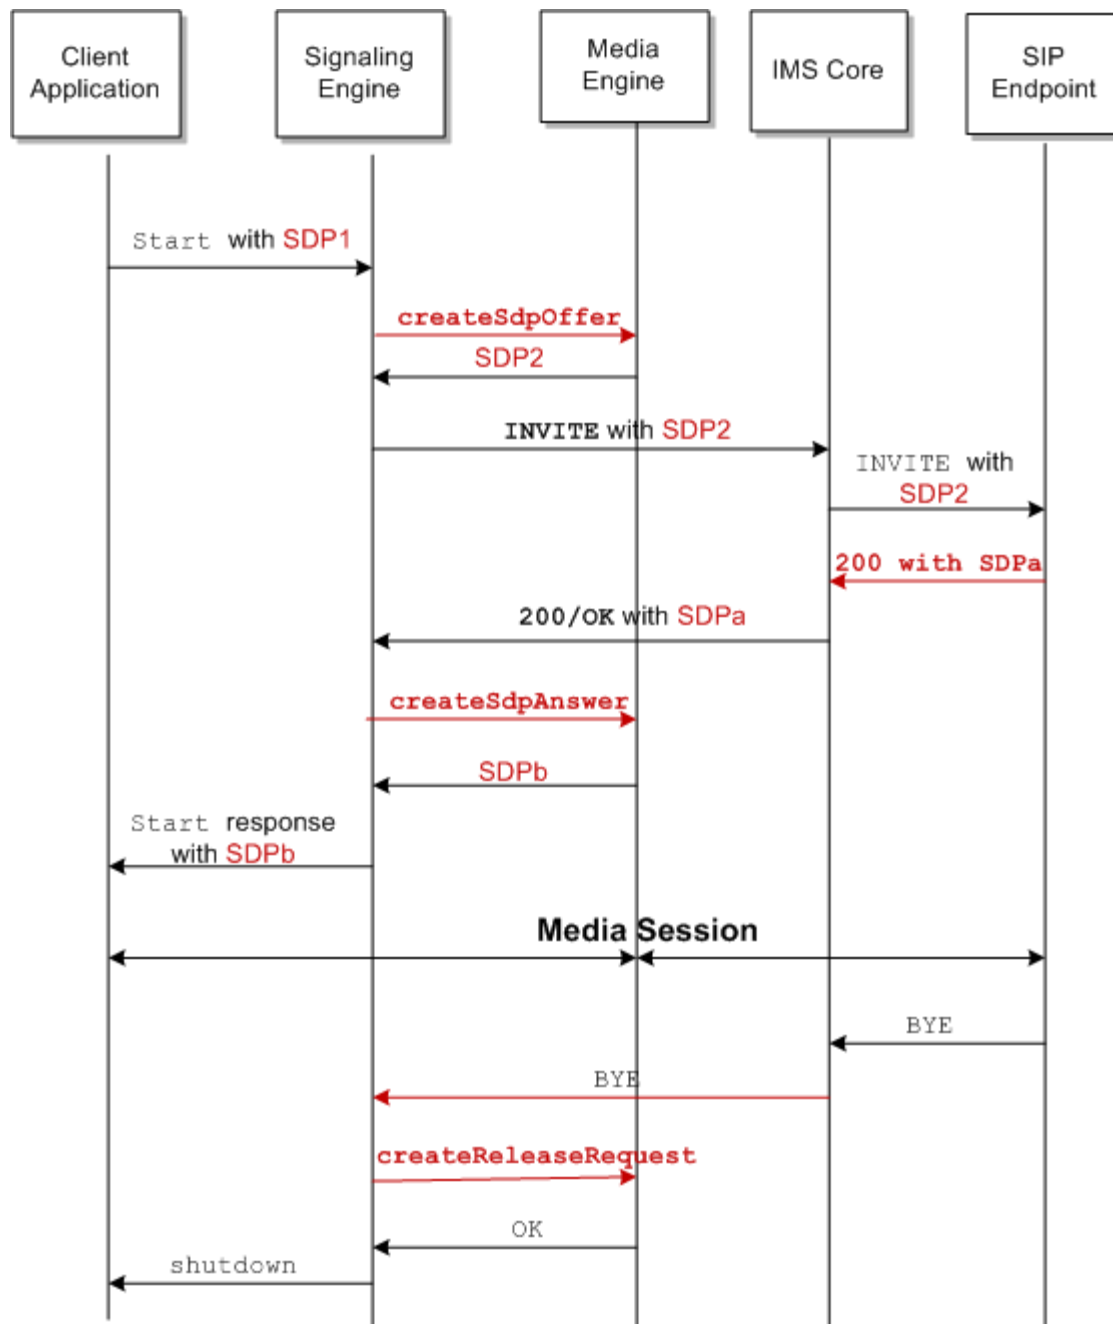 Client
Application
Signaling
Engine
Media
Engine
IMS Core
SIP
Endpoint
Start with SDP1
createSdpOffer
SDP2
INVITE with SDP2
INVITE with
SDP2
200 with SDPa
200/OK with SDPa
createSdpAnswer
SDPb
Start response
with SDPb
Media Session
BYE
BYE
createReleaseRequest
OK
shutdown